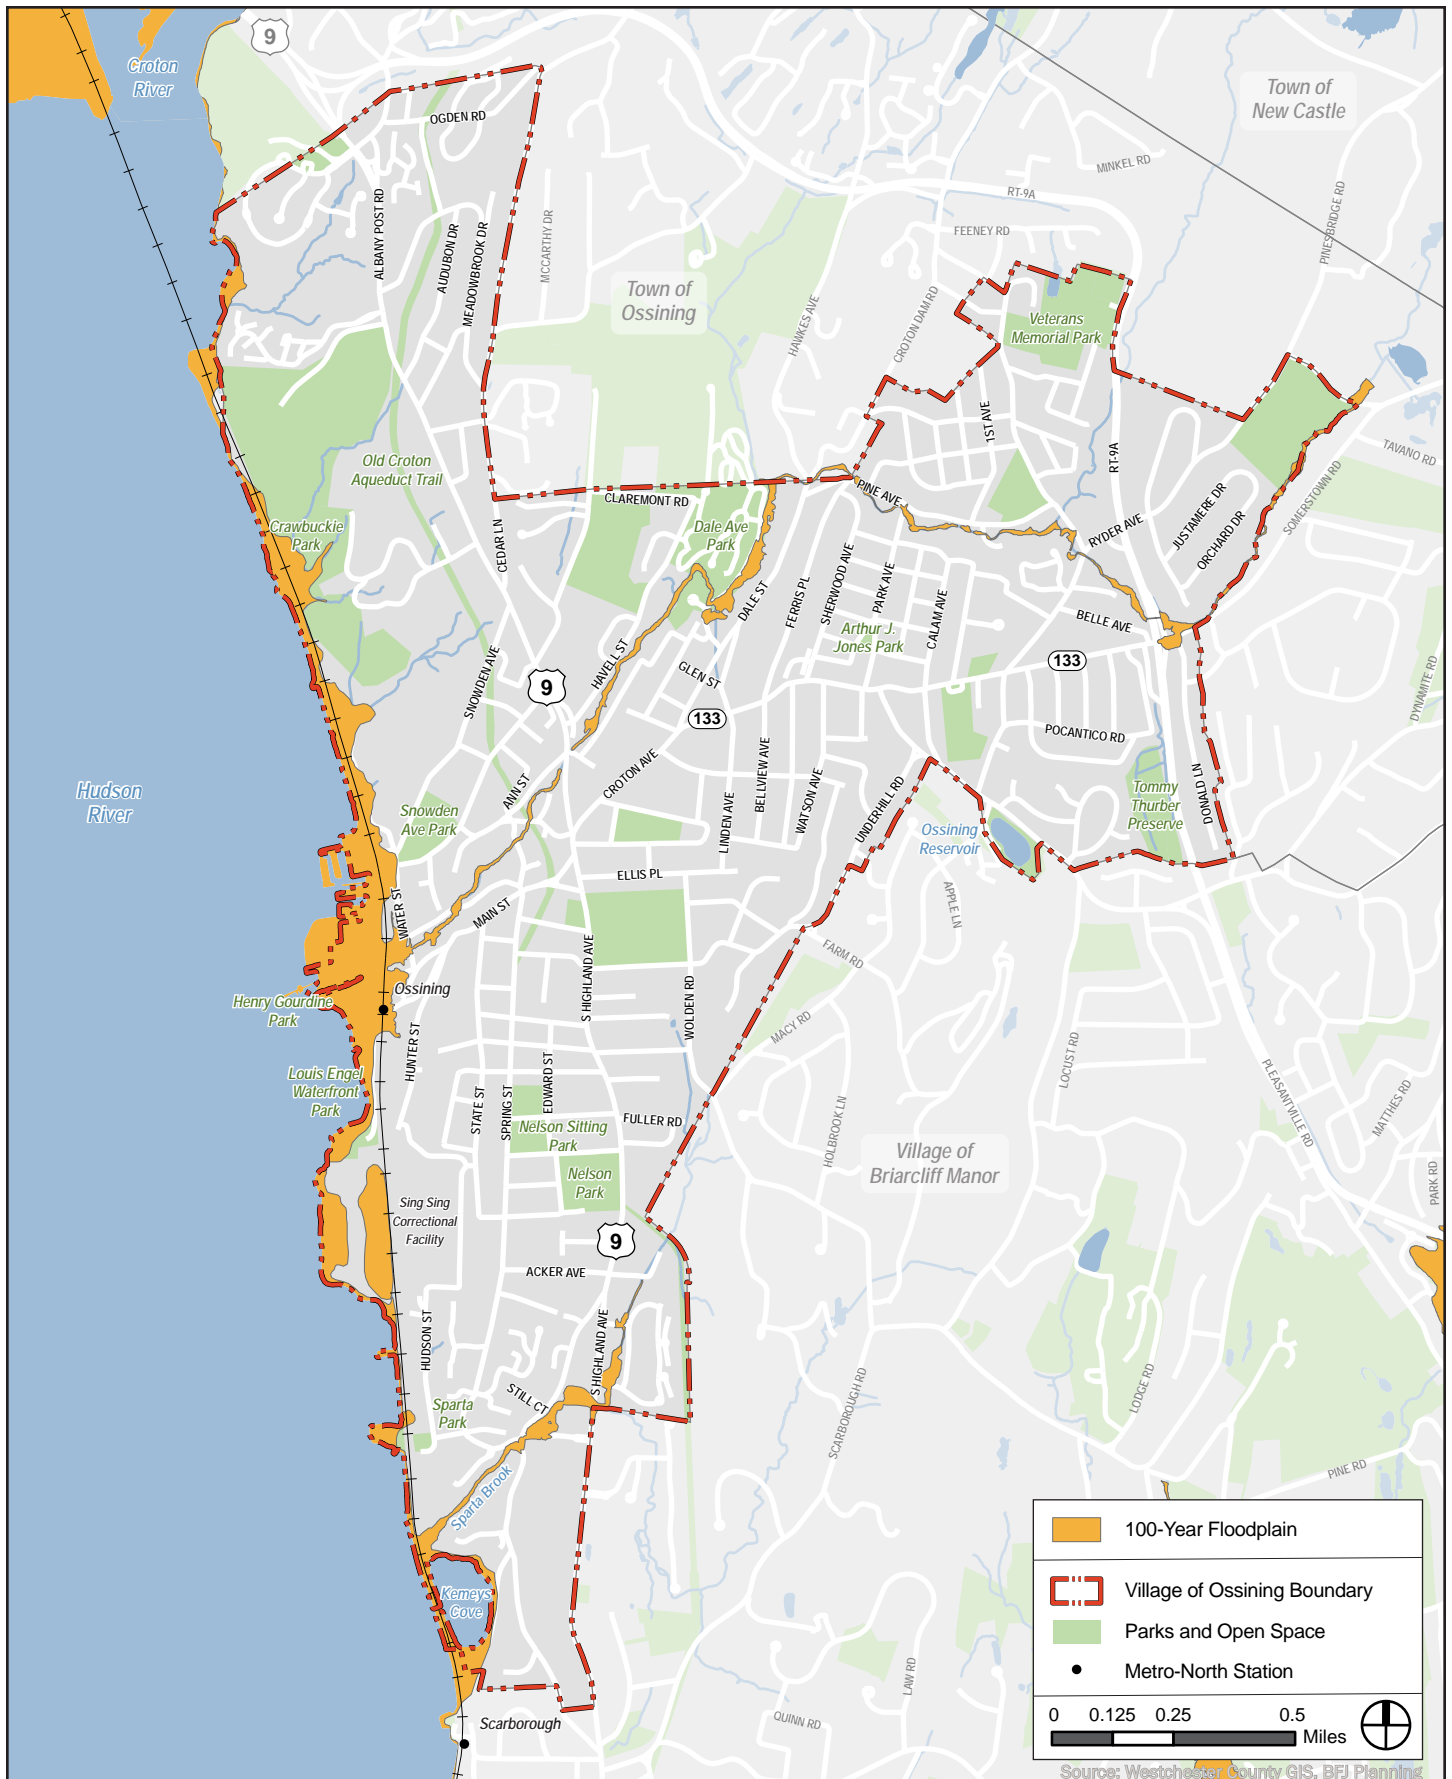 9
Croton
River
Town of
New Castle
OGDEN RD
MINKEL RD
RT-9A
PINESBRIDGE RD
FEENEY RD
ALBANY POST RD
AUDUBON DR
MEADOWBROOK DR
MCCARTHY DR
Town of
Ossining
HAWKES AVE
CROTON DAM RD
Veterans
Memorial Park
1ST AVE
RT-9A
TAVANO RD
Old Croton
Aqueduct Trail
CLAREMONT RD
PINE AVE
SOMERSTOWN RD
JUSTAMERE DR
ORCHARD DR
RYDER AVE
Crawbuckie
Park
CEDAR LN
Dale Ave
Park
DALE ST
FERRIS PL
SHERWOOD AVE
PARK AVE
CALAM AVE
BELLE AVE
Arthur J.
Jones Park
133
SNOWDEN AVE
HAVELL ST
GLEN ST
9
133
DYNAMITE RD
POCANTICO RD
Hudson
River
ANN ST
CROTON AVE
BELLVIEW AVE
LINDEN AVE
WATSON AVE
UNDERHILL RD
Ossining
Reservoir
Tommy
Thurber
Preserve
DONALD LN
Snowden
Ave Park
ELLIS PL
APPLE LN
WATER ST
MAIN ST
S HIGHLAND AVE
FARM RD
Ossining
Henry Gourdine
Park
WOLDEN RD
MACY RD
HUNTER ST
LOCUST RD
PLEASANTVILLE RD
Louis Engel
Waterfront
Park
STATE ST
SPRING ST
EDWARD ST
FULLER RD
Nelson Sitting
Park
HOLBROOK LN
MATTHES RD
Village of
Briarcliff Manor
Nelson
Park
PARK RD
Sing Sing
Correctional
Facility
9
ACKER AVE
HUDSON ST
S HIGHLAND AVE
STILL CT
Sparta
Park
SCARBOROUGH RD
LODGE RD
PINE RD
Sparta Brook
Kemeys
Cove
LAW RD
QUINN RD
Scarborough
100-Year Floodplain
Village of Ossining Boundary
Parks and Open Space
Metro-North Station
0 0.125 0.25 0.5
Miles
Source: Westchester County GIS, BFJ Planning